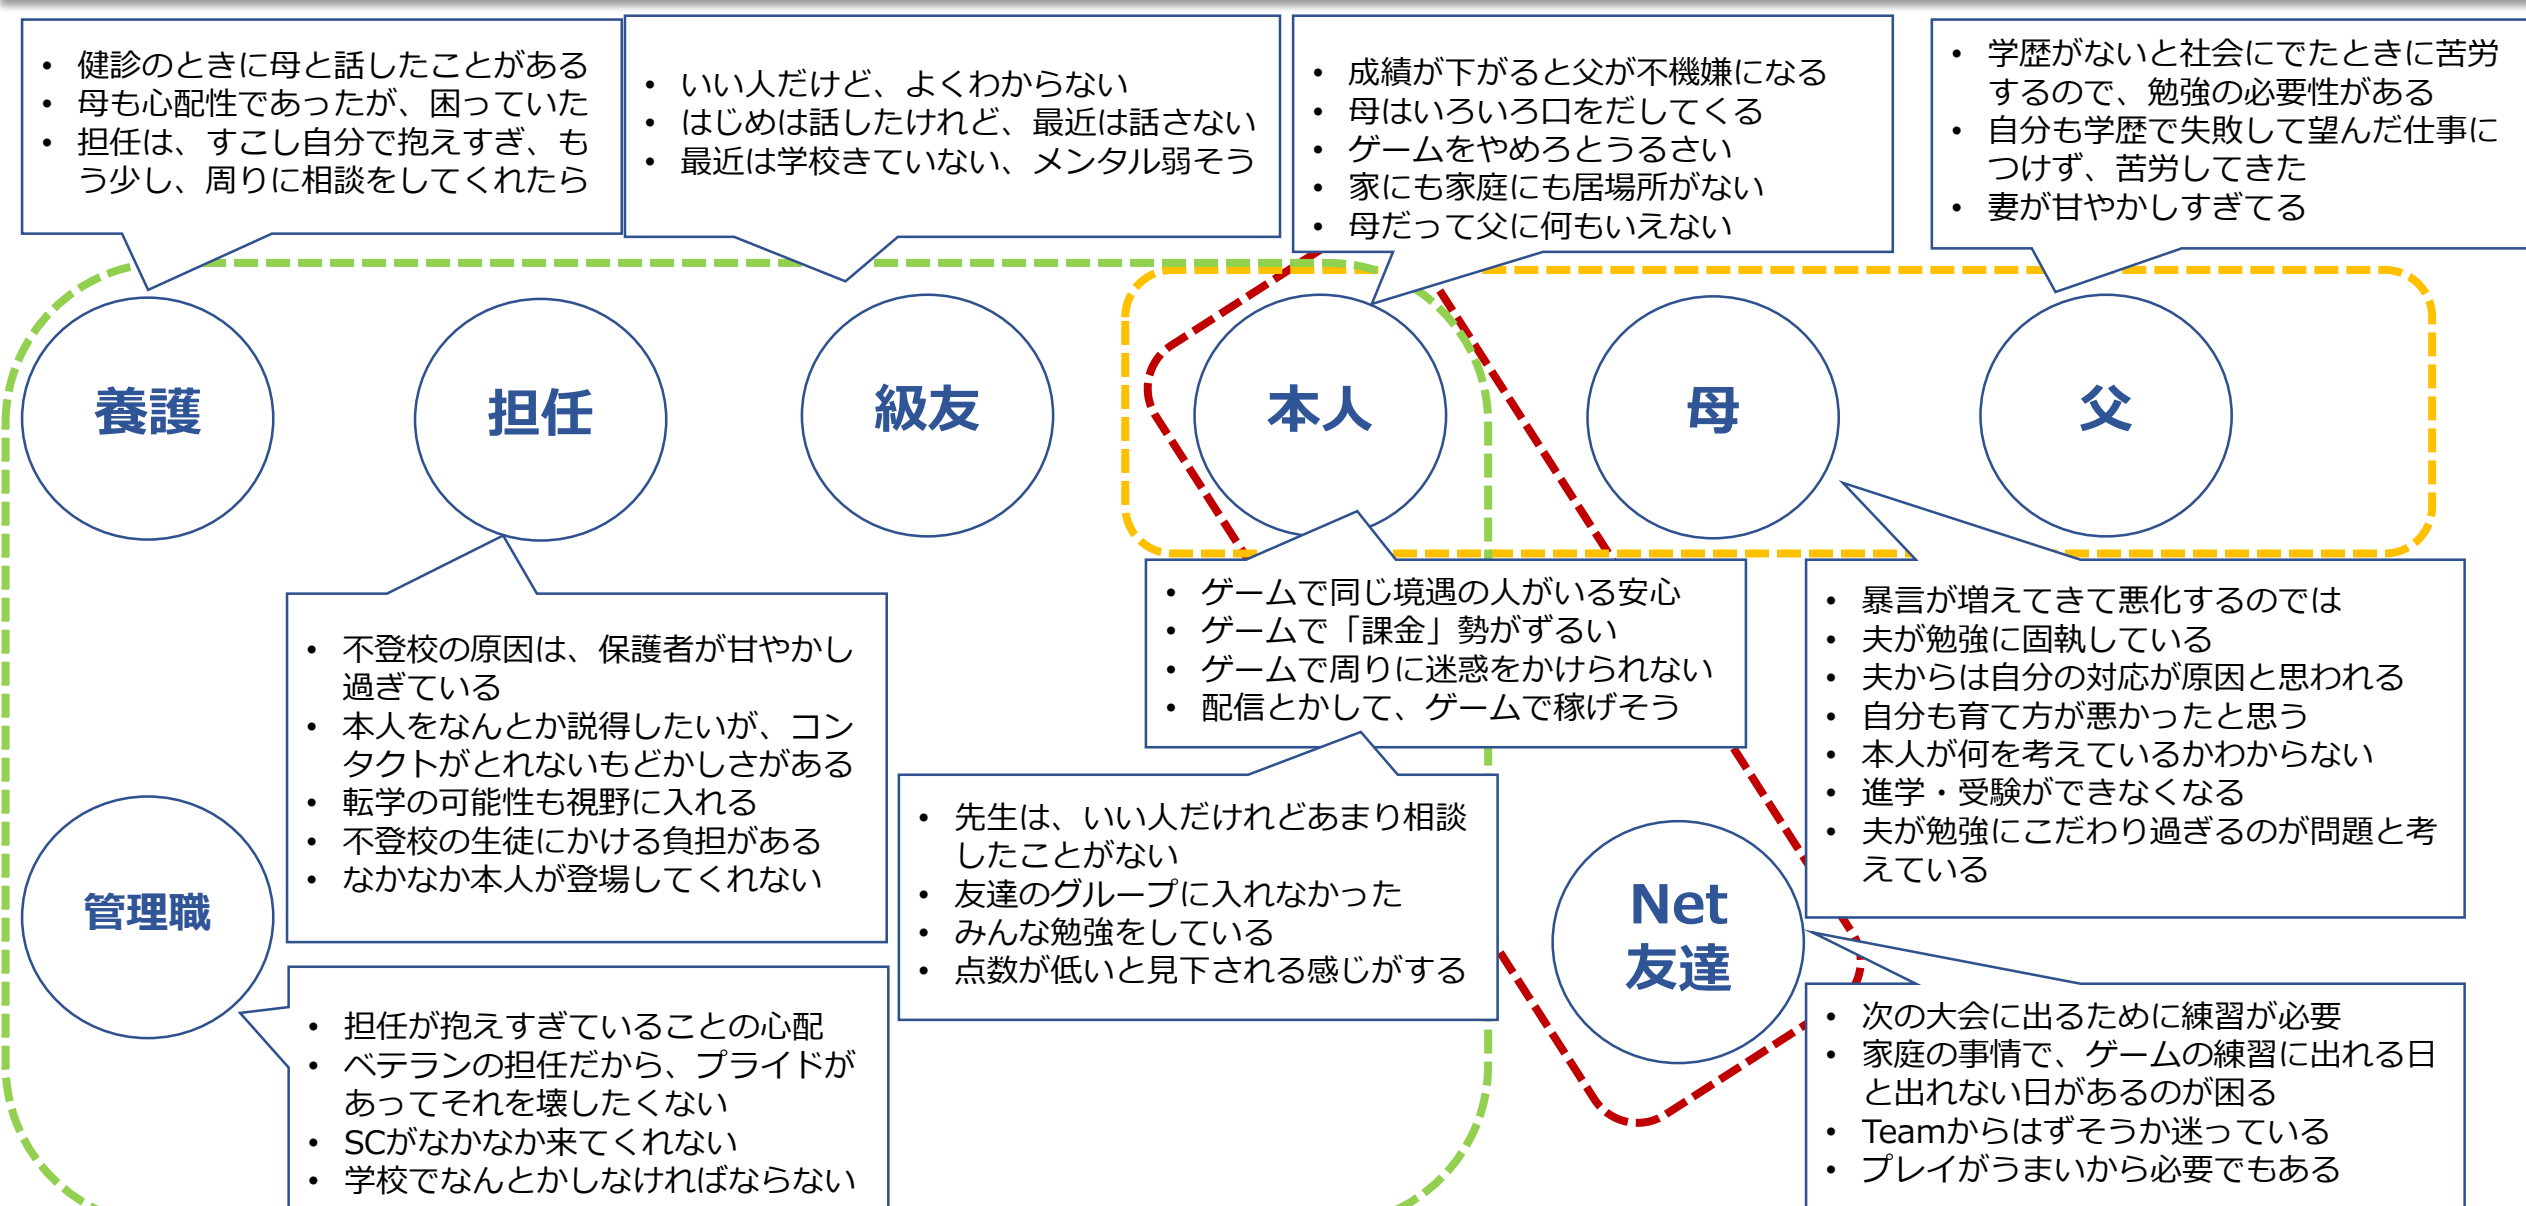 • 健診のときに母と話したことがある
• 母も心配性であったが、困っていた
• 担任は、すこし自分で抱えすぎ、も
う少し、周りに相談をしてくれたら
• いい人だけど、よくわからない
• はじめは話したけれど、最近は話さない
• 最近は学校きていない、メンタル弱そう
• 成績が下がると父が不機嫌になる
• 母はいろいろ口をだしてくる
• ゲームをやめろとうるさい
• 家にも家庭にも居場所がない
• 母だって父に何もいえない
• 学歴がないと社会にでたときに苦労
するので、勉強の必要性がある
• 自分も学歴で失敗して望んだ仕事に
つけず、苦労してきた
• 妻が甘やかしすぎてる
養護
担任
級友
本人
母
父
• 不登校の原因は、保護者が甘やかし
過ぎている
• 本人をなんとか説得したいが、コン
タクトがとれないもどかしさがある
• 転学の可能性も視野に入れる
• 不登校の生徒にかける負担がある
• なかなか本人が登場してくれない
• ゲームで同じ境遇の人がいる安心
• ゲームで「課金」勢がずるい
• ゲームで周りに迷惑をかけられない
• 配信とかして、ゲームで稼げそう
• 暴言が増えてきて悪化するのでは
• 夫が勉強に固執している
• 夫からは自分の対応が原因と思われる
• 自分も育て方が悪かったと思う
• 本人が何を考えているかわからない
• 進学・受験ができなくなる
• 夫が勉強にこだわり過ぎるのが問題と考
えている
管理職
• 先生は、いい人だけれどあまり相談
したことがない
• 友達のグループに入れなかった
• みんな勉強をしている
• 点数が低いと見下される感じがする
Net
友達
• 担任が抱えすぎていることの心配
• ベテランの担任だから、プライドが
あってそれを壊したくない
• SCがなかなか来てくれない
• 学校でなんとかしなければならない
• 次の大会に出るために練習が必要
• 家庭の事情で、ゲームの練習に出れる日
と出れない日があるのが困る
• Teamからはずそうか迷っている
• プレイがうまいから必要でもある